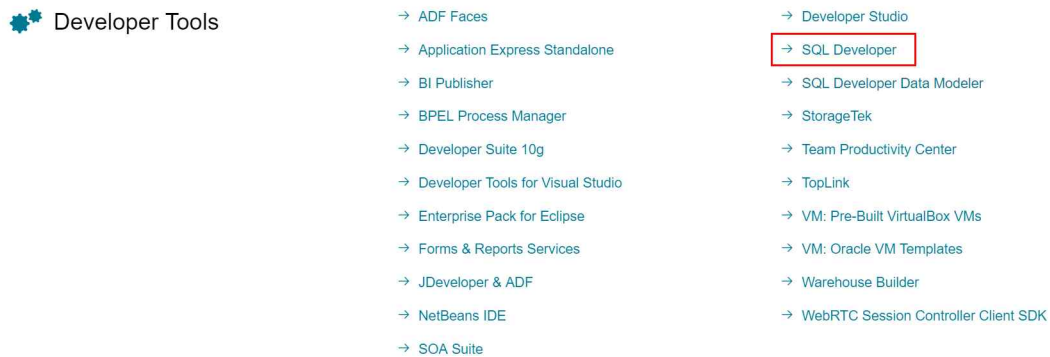 Developer Tools
→ ADF Faces
→ Application Express Standalone
→ BI Publisher
→ BPEL Process Manager
→ Developer Suite 10g
→ Developer Tools for Visual Studio
→ Enterprise Pack for Eclipse
→ Forms & Reports Services
→ JDeveloper & ADF
→ NetBeans IDE
→ SOA Suite
→ Developer Studio
→ SQL Developer
→ SQL Developer Data Modeler
→ StorageTek
→ Team Productivity Center
→ TopLink
→ VM: Pre-Built VirtualBox VMs
→ VM: Oracle VM Templates
→ Warehouse Builder
→ WebRTC Session Controller Client SDK